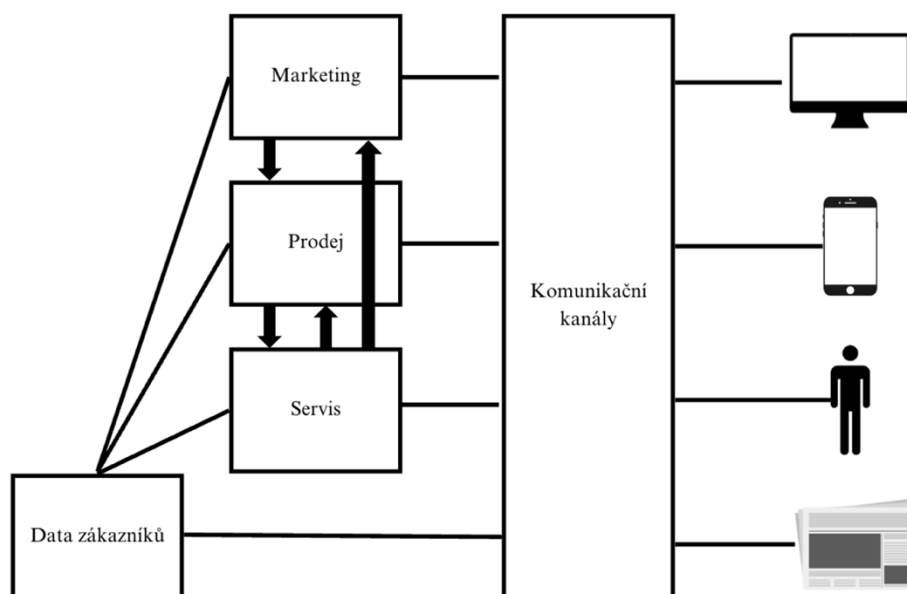 Marketing
Prodej
Komunikační
kanály
Servis
Data zákazníků